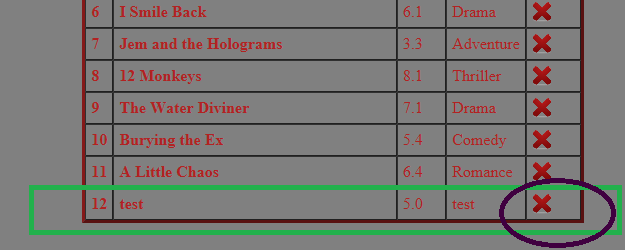 6 I Smile Back 6.1 Drama
7 Jem and the Holograms 3.3 Adventure
8 12 Monkeys 8.1 Thriller
9 The Water Diviner 7.1 Drama
10 Burying the Ex 5.4 Comedy
11 A Little Chaos 6.4 Romance
12 test 5.0 test